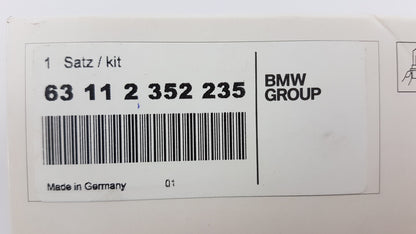 1 Satz / kit
63 11 2 352 235
BMW
GROUP
Made in Germany 01